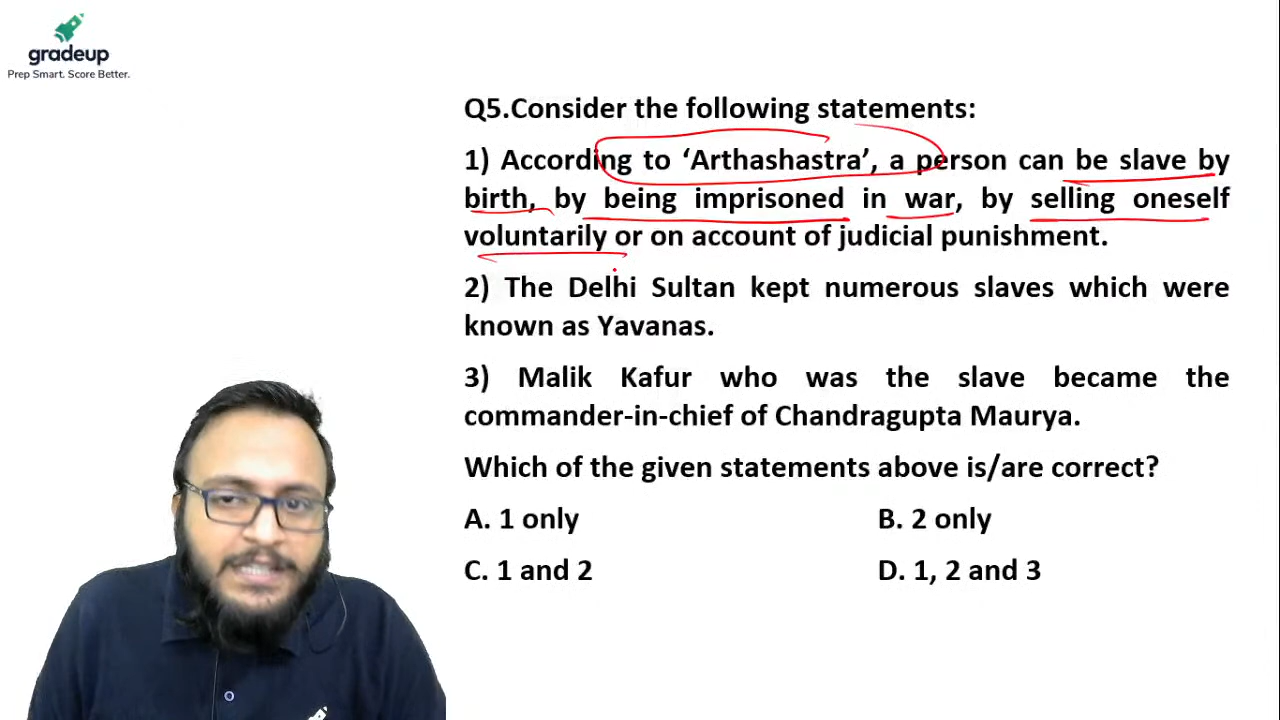 gradeup
Prep Smart. Score Better.
Q5.Consider the following statements:
1) According to ‘Arthashastra’, a person can be slave by
birth, by being imprisoned in war, by selling oneself
voluntarily or on account of judicial punishment.
2) The Delhi Sultan kept numerous slaves which were
known as Yavanas.
3) Malik Kafur who was the slave became the
commander-in-chief of Chandragupta Maurya.
Which of the given statements above is/are correct?
A. 1 only B. 2 only
C. 1 and 2 D. 1, 2 and 3